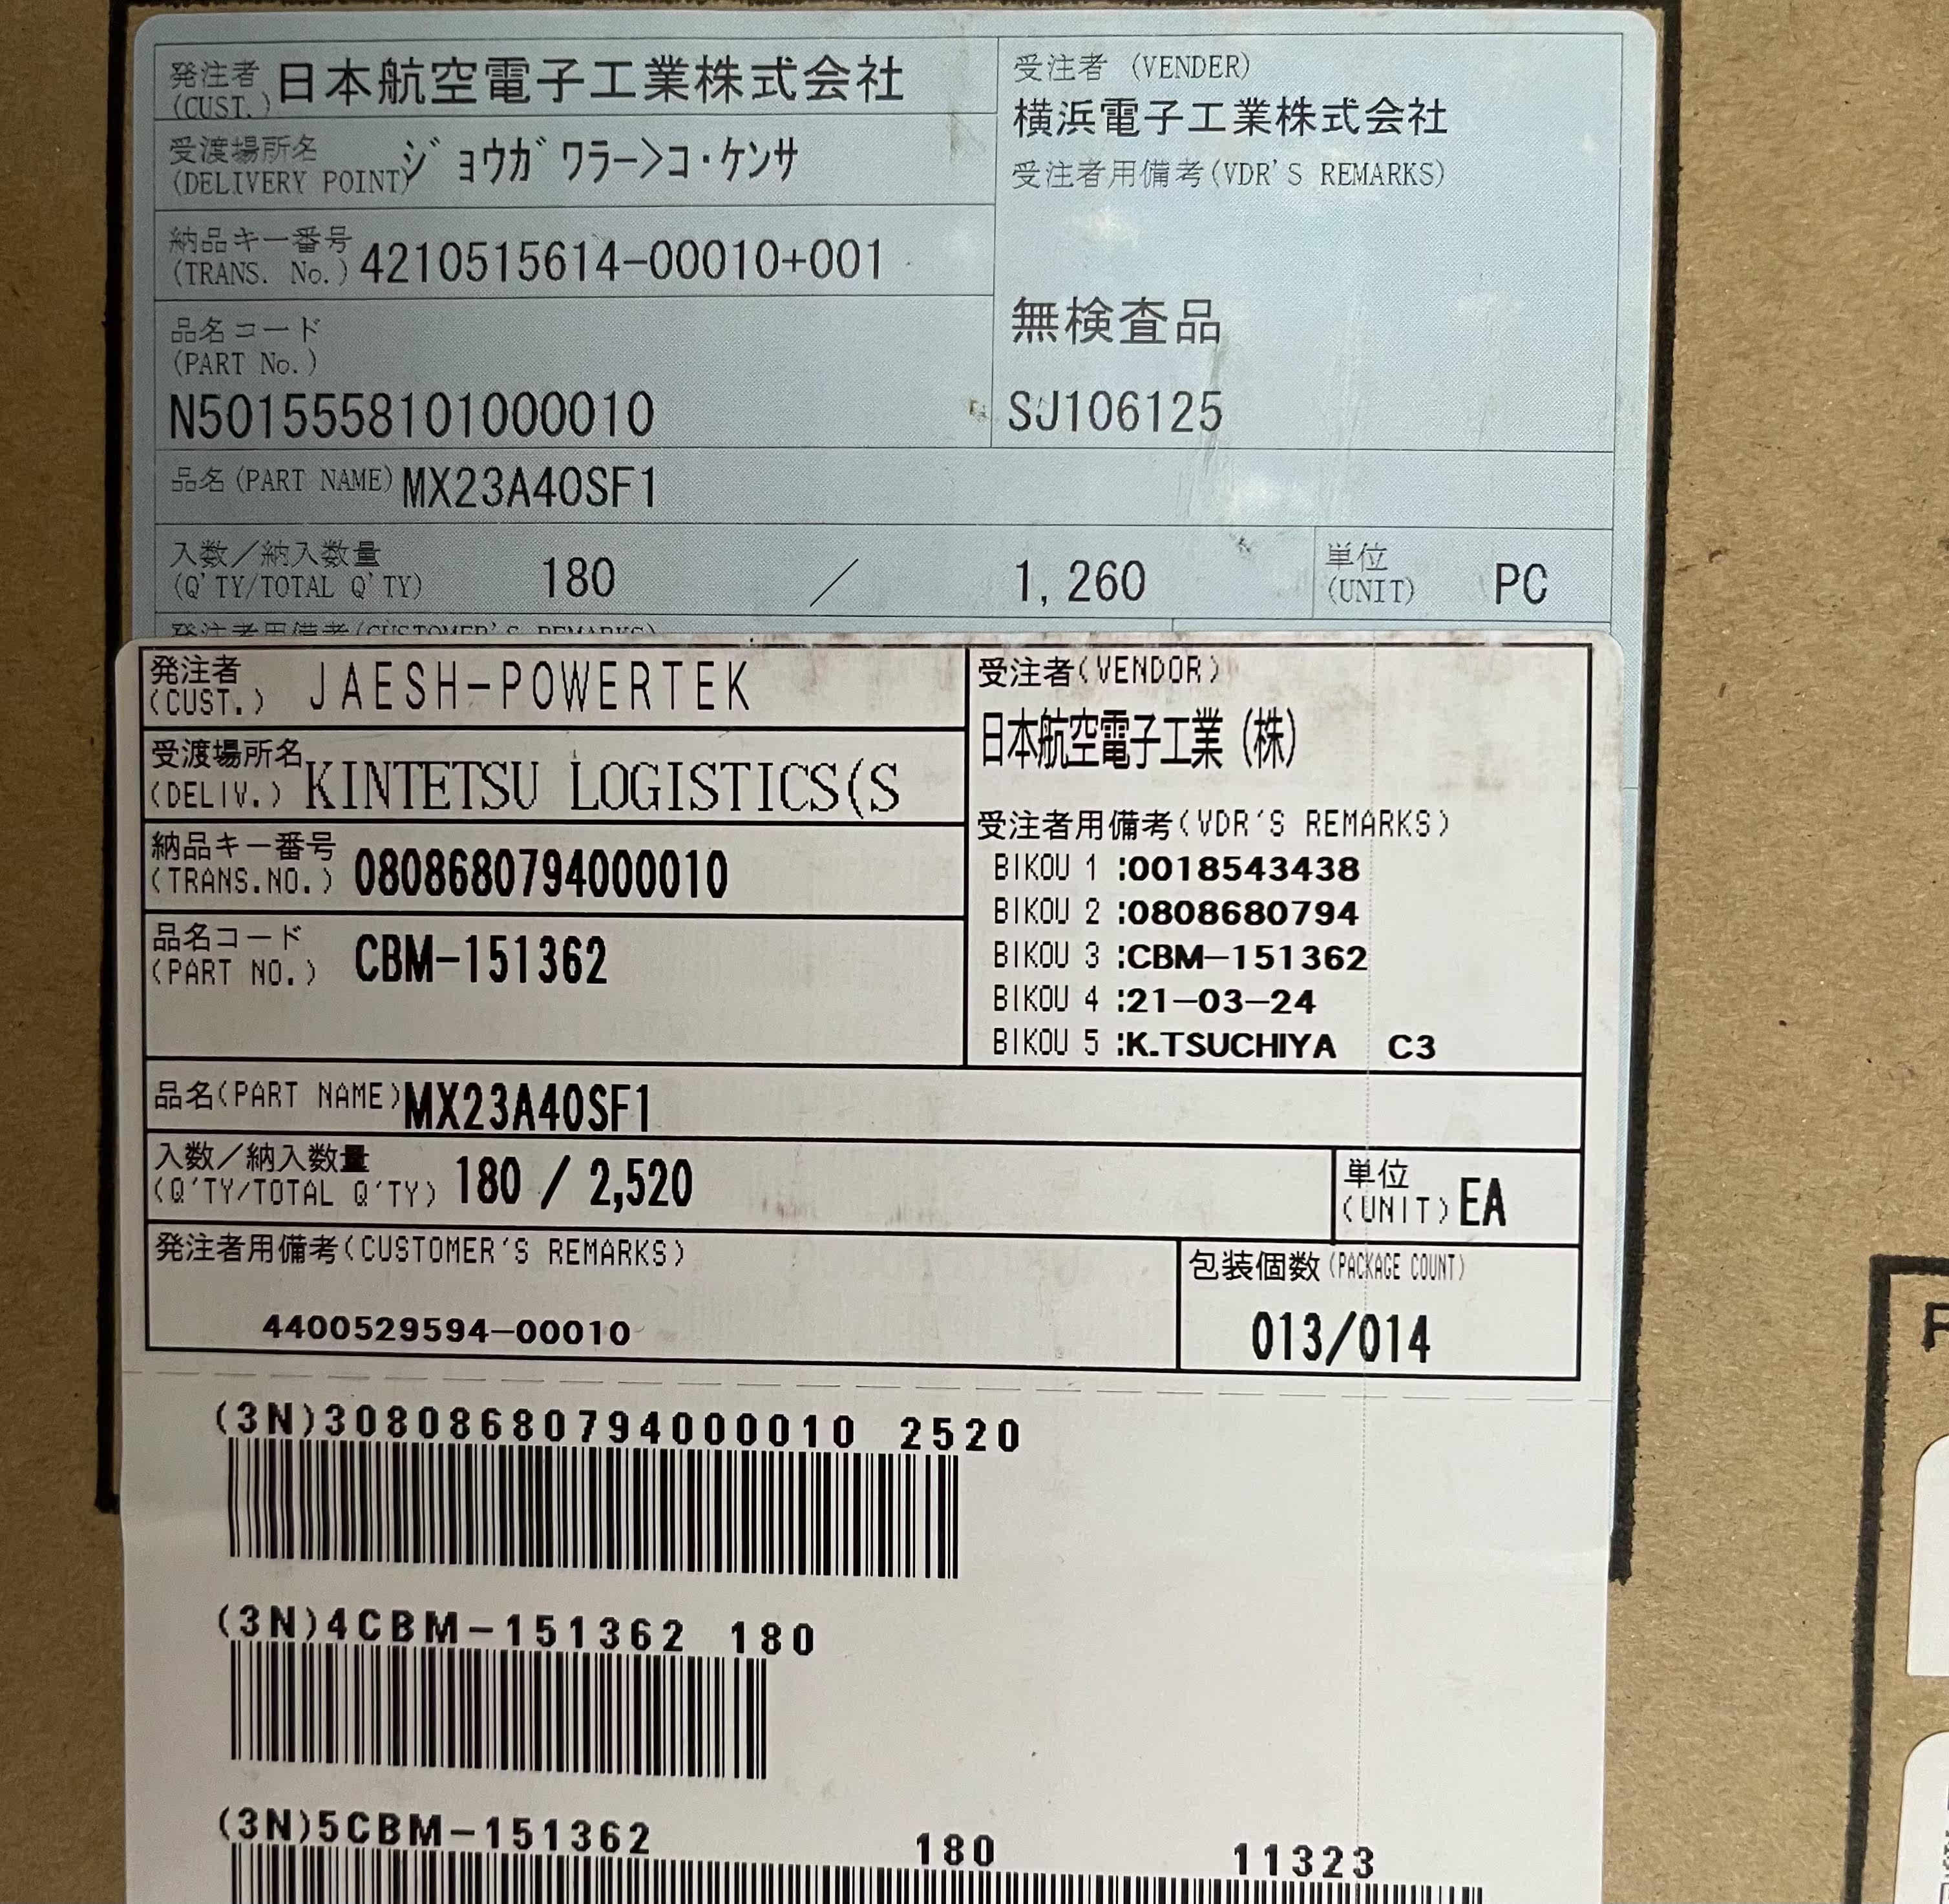 発注者
(CUST.) 日本航空電子工業株式会社
受渡場所名
(DELIVERY POINT) ジョウガワラー>コ・ケンサ
納品キー番号
(TRANS. No.) 4210515614-00010+001
品名コード
(PART No.)
N5015558101000010
受注者 (VENDER)
横浜電子工業株式会社
受注者用備考(VDR'S REMARKS)
無検査品
SJ106125
品名(PART NAME) MX23A40SF1
入数/納入数量
(Q'TY/TOTAL Q'TY) 180 / 1,260
単位
(UNIT) PC
発注者用備考(CUSTOMER'S REMARKS)
発注者
(CUST.) JAESH-POWERTEK
受渡場所名
(DELIV.) KINTETSU LOGISTICS(S
納品キー番号
(TRANS.NO.) 0808680794000010
品名コード
(PART NO.) CBM-151362
受注者(VENDOR)
日本航空電子工業(株)
受注者用備考(VDR'S REMARKS)
BIKOU 1 :0018543438
BIKOU 2 :0808680794
BIKOU 3 :CBM-151362
BIKOU 4 :21-03-24
BIKOU 5 :K.TSUCHIYA C3
品名(PART NAME) MX23A40SF1
入数/納入数量
(Q'TY/TOTAL Q'TY) 180 / 2,520
単位
(UNIT) EA
発注者用備考(CUSTOMER'S REMARKS)
4400529594-00010
包装個数(PACKAGE COUNT)
013/014
(3N)30808680794000010 2520
(3N)4CBM-151362 180
(3N)5CBM-151362 180 11323